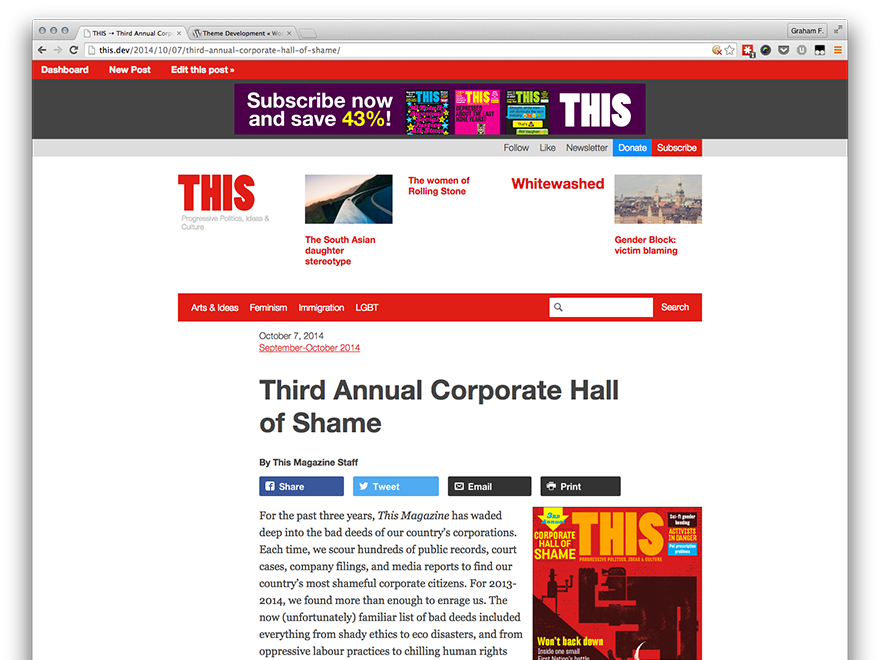 THIS → Third Annual Corp
Theme Development « Wo
Graham F.
this.dev/2014/10/07/third-annual-corporate-hall-of-shame/
Dashboard New Post Edit this post »
Subscribe now
and save 43%!
THIS THIS THIS THIS
Follow Like Newsletter Donate Subscribe
THIS
Progressive Politics, Ideas &
Culture
The South Asian
daughter
stereotype
The women of
Rolling Stone
Whitewashed
Gender Block:
victim blaming
Arts & Ideas Feminism Immigration LGBT Search
October 7, 2014
September-October 2014
Third Annual Corporate Hall
of Shame
By This Magazine Staff
Share Tweet Email Print
For the past three years, This Magazine has waded
deep into the bad deeds of our country's corporations.
Each time, we scour hundreds of public records, court
cases, company filings, and media reports to find our
country's most shameful corporate citizens. For 2013-
2014, we found more than enough to enrage us. The
now (unfortunately) familiar list of bad deeds included
everything from shady ethics to eco disasters, and from
oppressive labour practices to chilling human rights
3RD
ANNUAL
CORPORATE
HALL OF
SHAME
THIS
PROGRESSIVE POLITICS, IDEAS & CULTURE
Sci-fi gender
bending
ACTIVISTS
IN DANGER
Pot prescription
problems
Won't back down
Inside one small
First Nation's battle